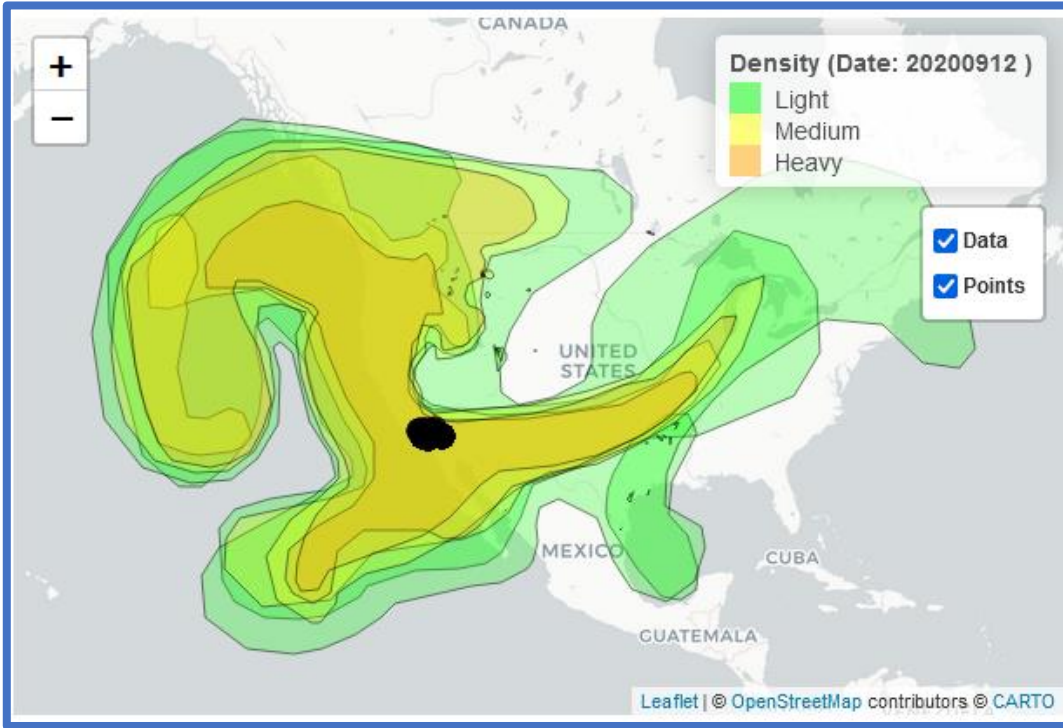 CANADA
+
−
Density (Date: 20200912 )
Light
Medium
Heavy
Data
Points
UNITED
STATES
MEXICO
CUBA
GUATEMALA
Leaflet | © OpenStreetMap contributors © CARTO